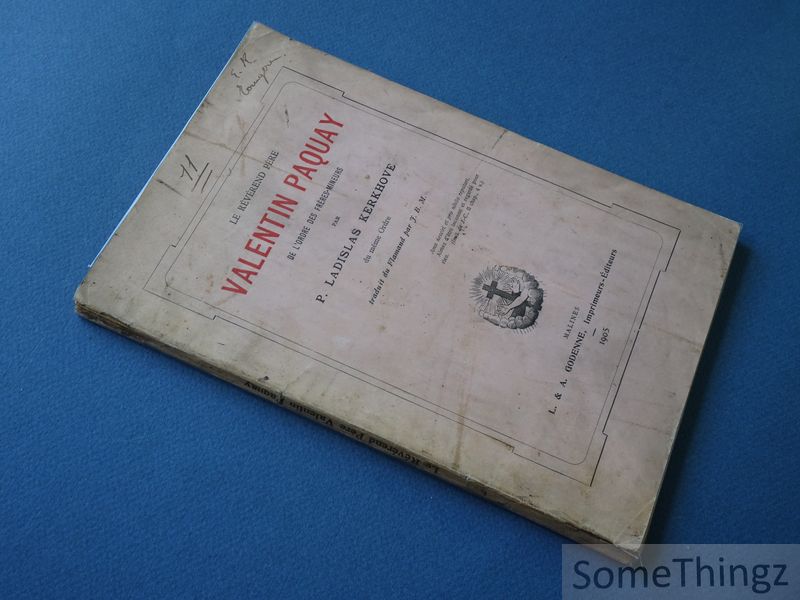 11
LE RÉVÉREND PÈRE
VALENTIN PAQUAY
DE L'ORDRE DES FRÈRES-MINEURS
PAR
P. LADISLAS KERKHOVE
du même Ordre
traduit du Flamand par J. B. M.
MALINES
L. & A. GODENNE, Imprimeurs-Éditeurs
1905
Le Révérend Père Valentin Paquay
SomeThingz